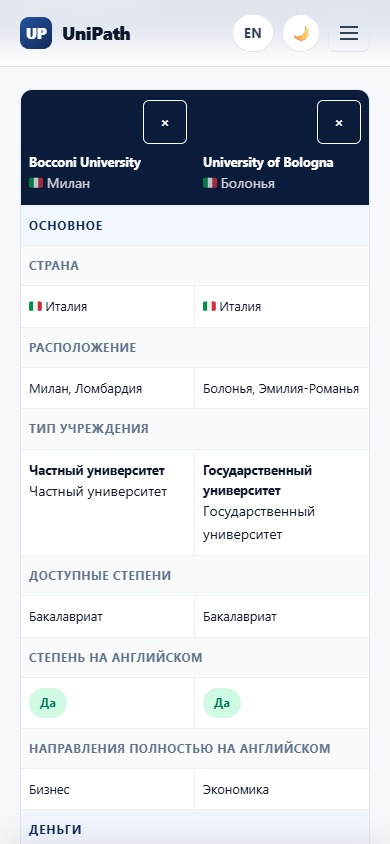 UP UniPath EN
× ×
Bocconi University University of Bologna
Милан Болонья
ОСНОВНОЕ
СТРАНА
Италия Италия
РАСПОЛОЖЕНИЕ
Милан, Ломбардия Болонья, Эмилия-Романья
ТИП УЧРЕЖДЕНИЯ
Частный университет
Частный университет
Государственный
университет
Государственный
университет
ДОСТУПНЫЕ СТЕПЕНИ
Бакалавриат Бакалавриат
СТЕПЕНЬ НА АНГЛИЙСКОМ
Да Да
НАПРАВЛЕНИЯ ПОЛНОСТЬЮ НА АНГЛИЙСКОМ
Бизнес Экономика
ДЕНЬГИ